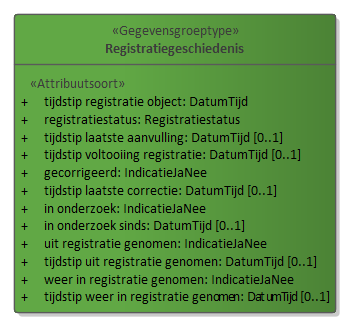 «Gegevensgroeptype»
Registratiegeschiedenis
«Attribuutsoort»
+ tijdstip registratie object: DatumTijd
+ registratiestatus: Registratiestatus
+ tijdstip laatste aanvulling: DatumTijd [0..1]
+ tijdstip voltooiing registratie: DatumTijd [0..1]
+ gecorrigeerd: IndicatieJaNee
+ tijdstip laatste correctie: DatumTijd [0..1]
+ in onderzoek: IndicatieJaNee
+ in onderzoek sinds: DatumTijd [0..1]
+ uit registratie genomen: IndicatieJaNee
+ tijdstip uit registratie genomen: DatumTijd [0..1]
+ weer in registratie genomen: IndicatieJaNee
+ tijdstip weer in registratie genomen: DatumTijd [0..1]